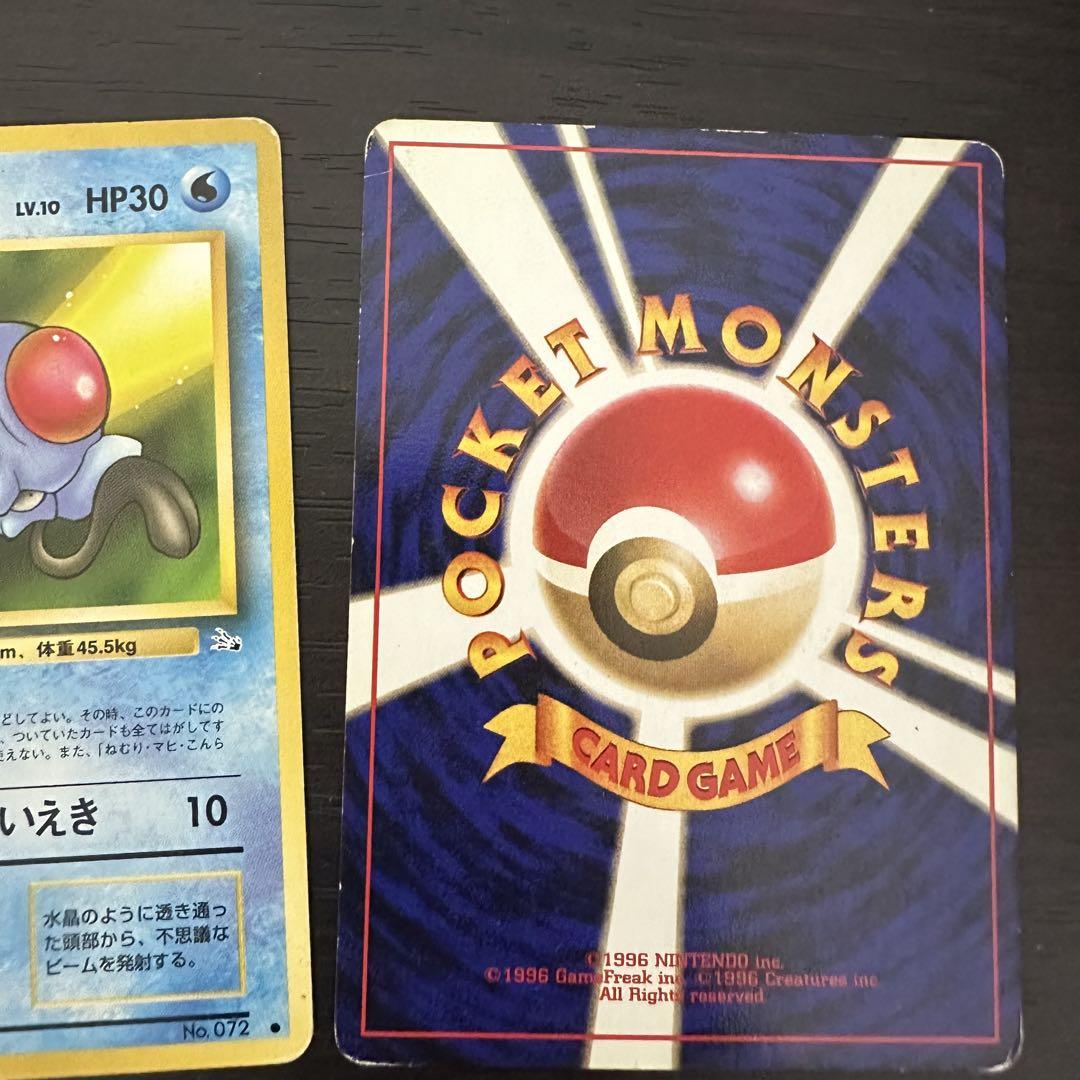 LV.10 HP30
m、体重45.5kg
どしてよい。その時、このカードにの
、ついていたカードも全てはがしてす
えない。また、「ねむり・マヒ・こんら
いえき 10
水晶のように透き通っ
た頭部から、不思議な
ビームを発射する。
No.072
POCKET MONSTERS
CARD GAME
©1996 NINTENDO inc.
©1996 GameFreak inc. ©1996 Creatures inc.
All Rights reserved